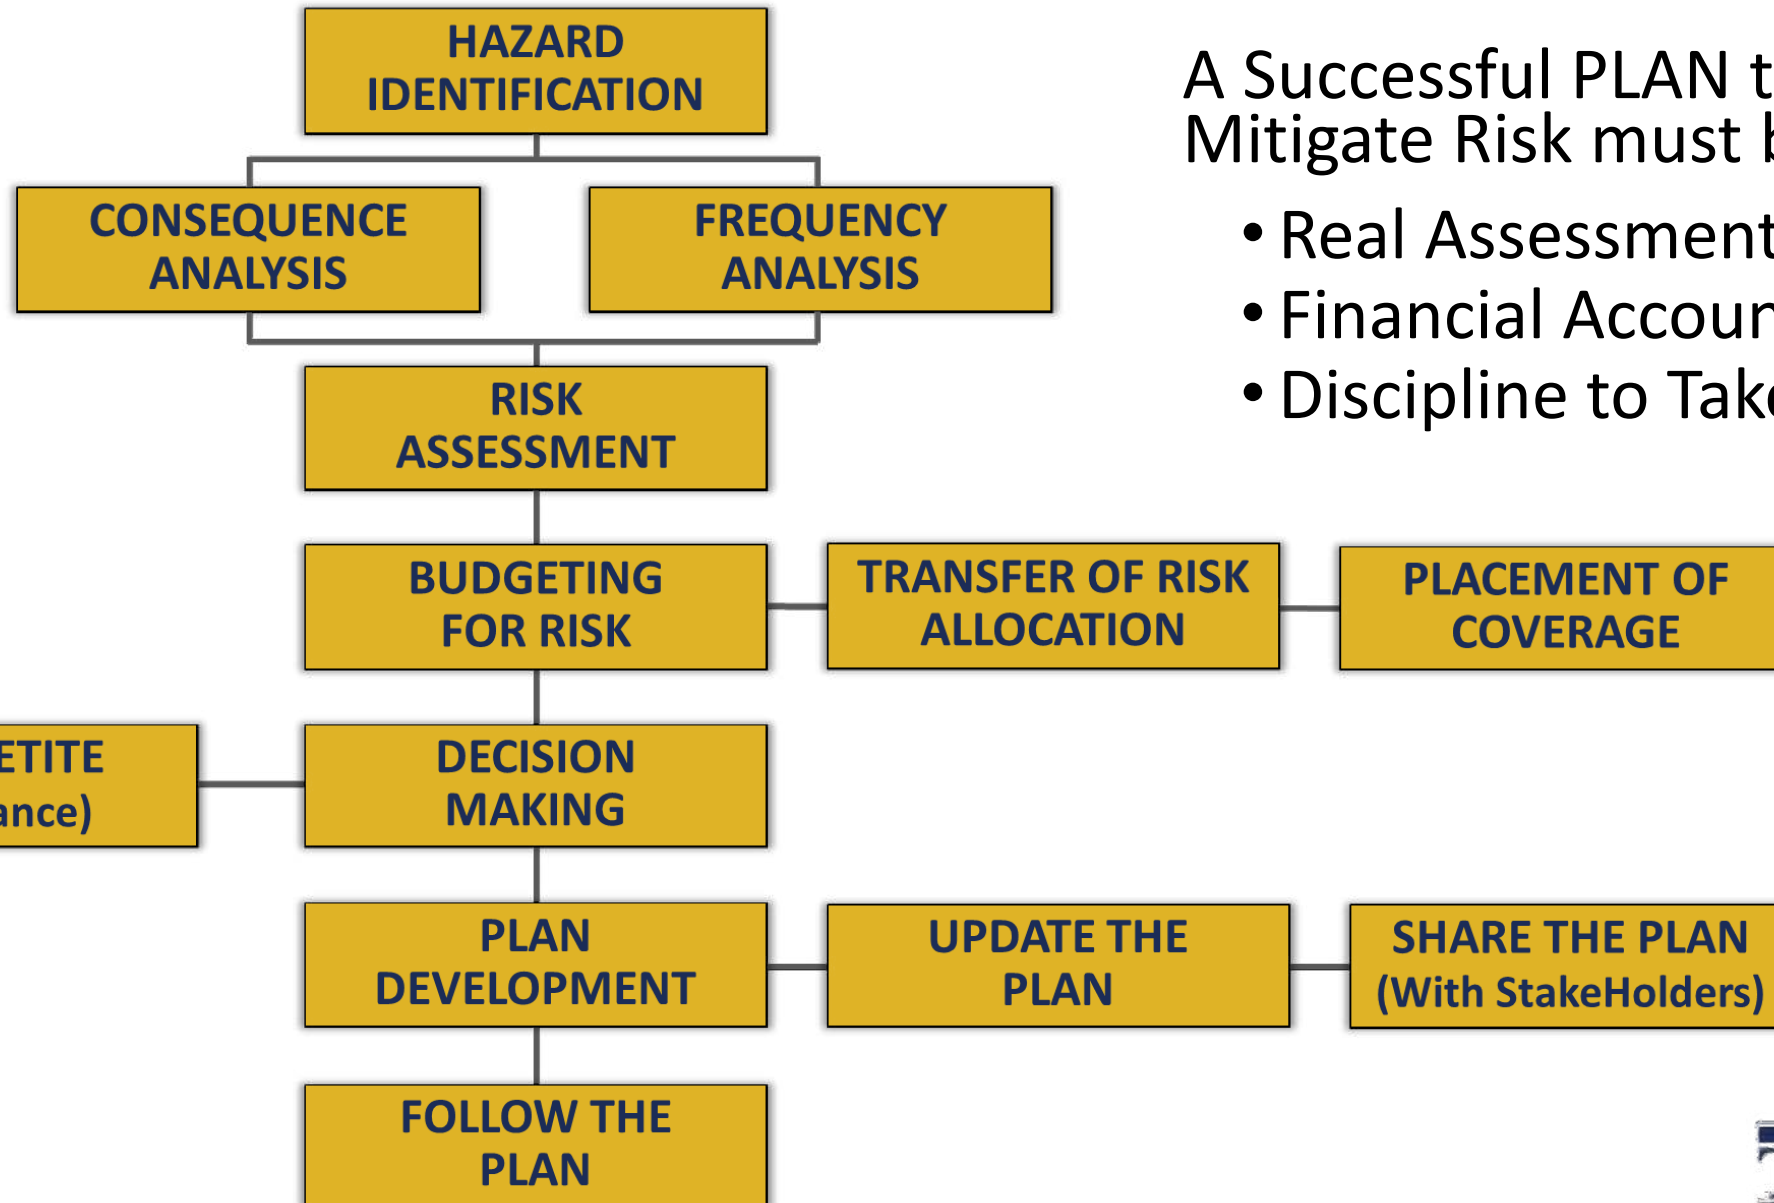 HAZARD
IDENTIFICATION
A Successful PLAN
Mitigate Risk must
• Real Assessment
• Financial
• Discipline to
CONSEQUENCE
ANALYSIS
FREQUENCY
ANALYSIS
RISK
ASSESSMENT
BUDGETING
FOR RISK
TRANSFER OF RISK
ALLOCATION
PLACEMENT OF
COVERAGE
DECISION
MAKING
PLAN
DEVELOPMENT
UPDATE THE
PLAN
SHARE THE PLAN
(With StakeHolders)
FOLLOW THE
PLAN